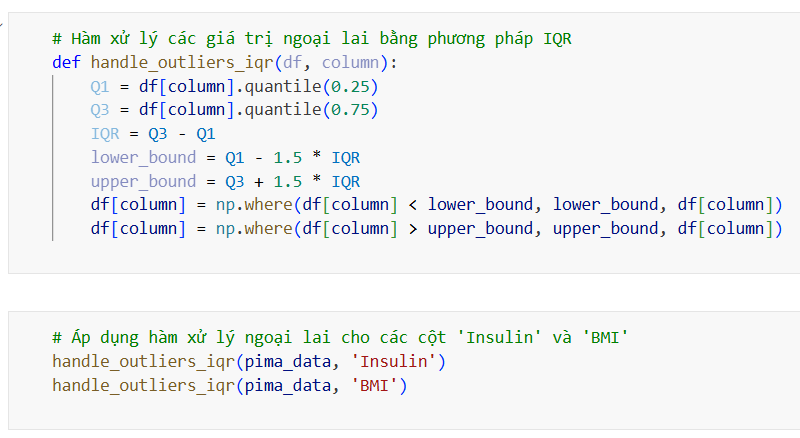 # Hàm xử lý các giá trị ngoại lai bằng phương pháp IQR
def handle_outliers_iqr(df, column):
    Q1 = df[column].quantile(0.25)
    Q3 = df[column].quantile(0.75)
    IQR = Q3 - Q1
    lower_bound = Q1 - 1.5 * IQR
    upper_bound = Q3 + 1.5 * IQR
    df[column] = np.where(df[column] < lower_bound, lower_bound, df[column])
    df[column] = np.where(df[column] > upper_bound, upper_bound, df[column])
# Áp dụng hàm xử lý ngoại lai cho các cột 'Insulin' và 'BMI'
handle_outliers_iqr(pima_data, 'Insulin')
handle_outliers_iqr(pima_data, 'BMI')